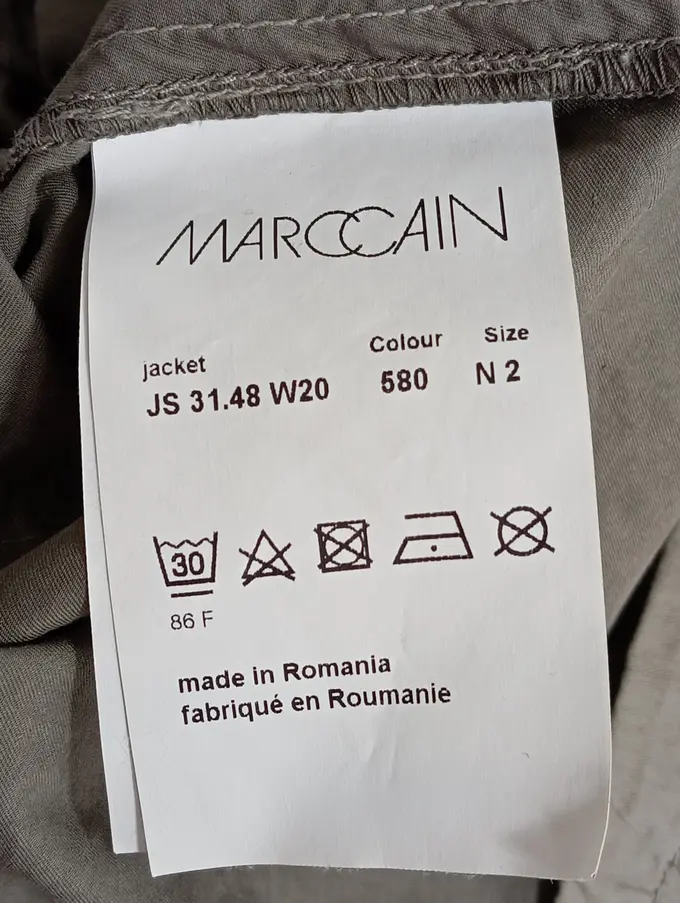 MARCCAIN
jacket Colour Size
JS 31.48 W20 580 N 2
30
86 F
made in Romania
fabriqué en Roumanie